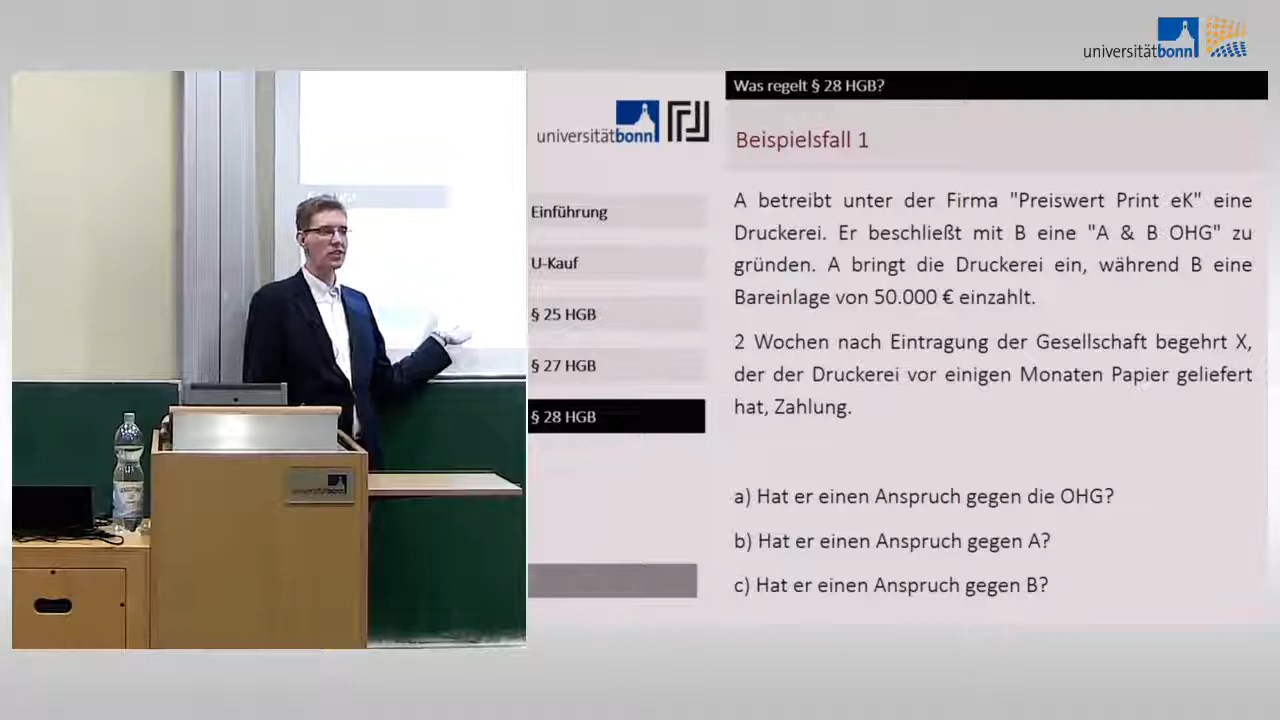 universitätbonn
Was regelt § 28 HGB?
universitätbonn
Beispielsfall 1
A betreibt unter der Firma "Preiswert Print eK" eine
Druckerei. Er beschließt mit B eine "A & B OHG" zu
gründen. A bringt die Druckerei ein, während B eine
Bareinlage von 50.000 € einzahlt.
2 Wochen nach Eintragung der Gesellschaft begehrt X,
der der Druckerei vor einigen Monaten Papier geliefert
hat, Zahlung.
a) Hat er einen Anspruch gegen die OHG?
b) Hat er einen Anspruch gegen A?
c) Hat er einen Anspruch gegen B?
Einführung
U-Kauf
§ 25 HGB
§ 27 HGB
§ 28 HGB
universitätbonn